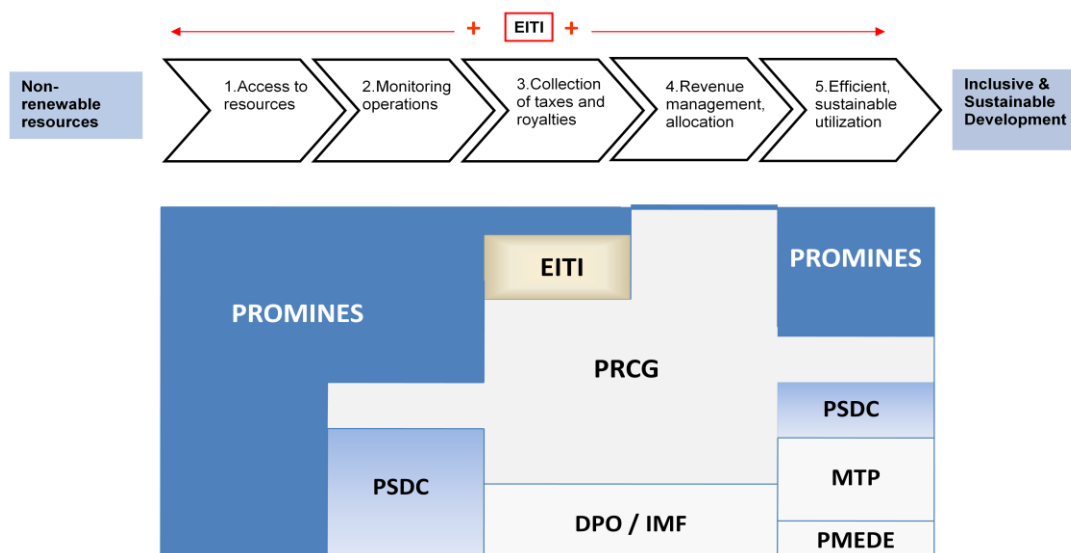 + EITI +
Non-
renewable
resources
1.Access to
resources
2.Monitoring
operations
3.Collection
of taxes and
royalties
4.Revenue
management,
allocation
5.Efficient,
sustainable
utilization
Inclusive &
Sustainable
Development
PROMINES
EITI
PROMINES
PRCG
PSDC
PSDC
MTP
DPO / IMF
PMEDE